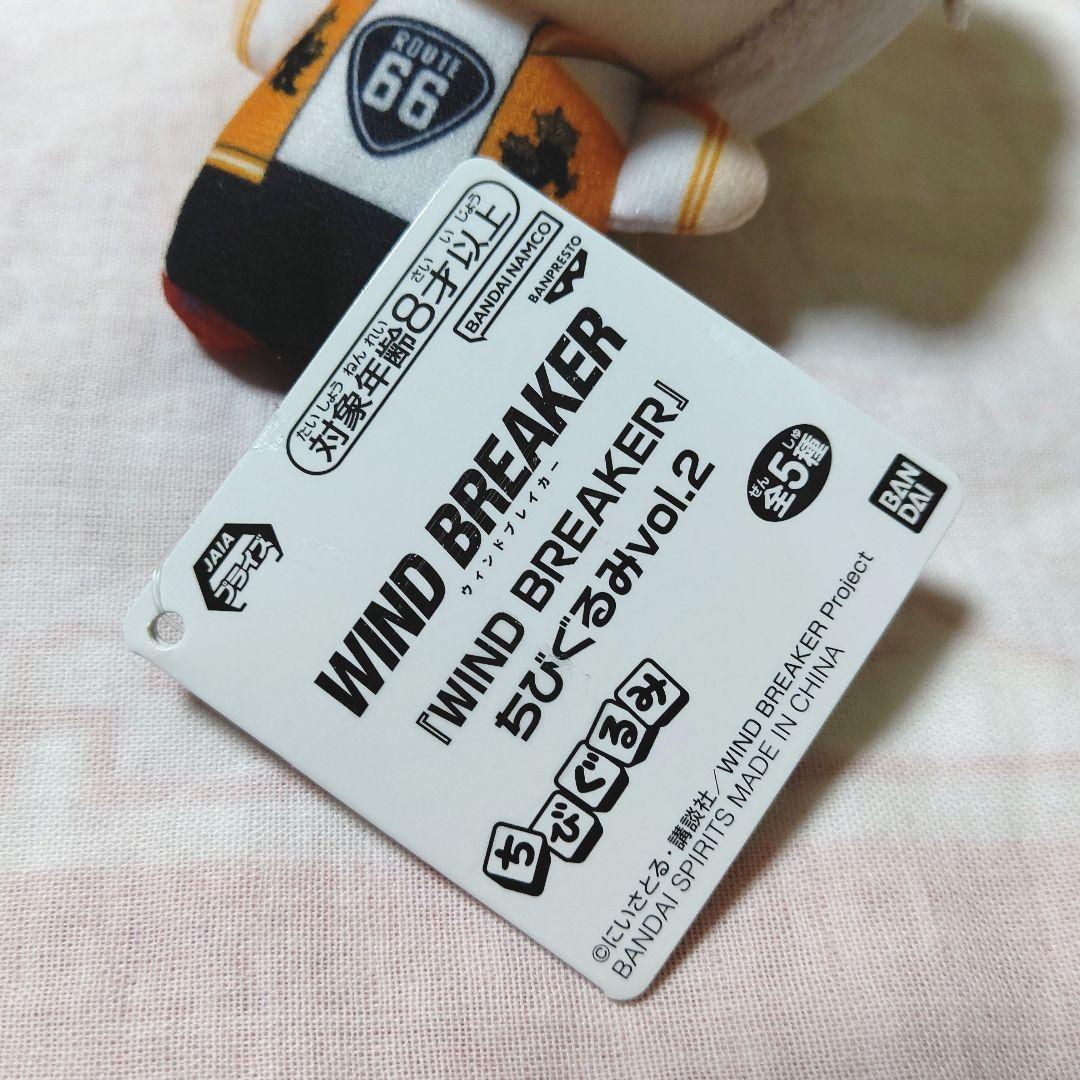 ROUTE
66
たいしょうねんれい さい いじょう
対象年齢8才以上
BANDAI NAMCO
BANPRESTO
JAIA
プライズ
WIND BREAKER
ウィンドブレイカー
『WIND BREAKER』
ちびぐるみvol.2
ちびぐるみ
ぜん しゅ
全5種
BAN
DAI
©にいさとる・講談社/WIND BREAKER Project
BANDAI SPIRITS MADE IN CHINA